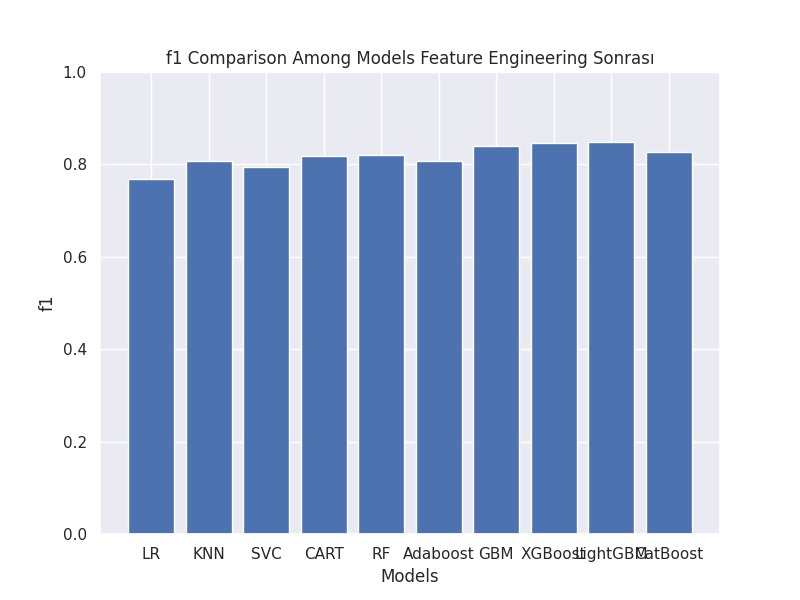 f1 Comparison Among Models Feature Engineering Sonrası
1.0
0.8
0.6
0.4
0.2
0.0
f1
LR KNN SVC CART RF Adaboost GBM XGBoost LightGBM CatBoost
Models